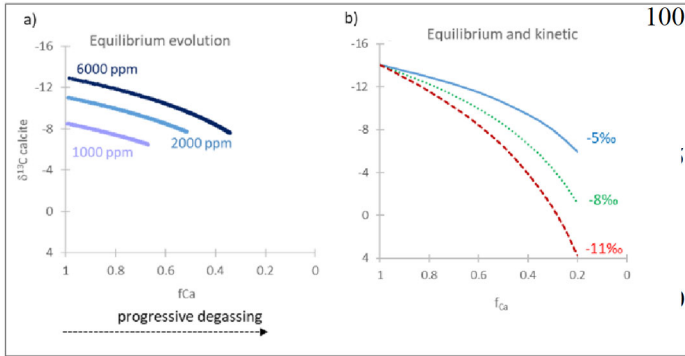 a)
Equilibrium evolution
-16
6000 ppm
-12
-8
1000 ppm
2000 ppm
-4
0
4
δ¹³C calcite
1 0.8 0.6 0.4 0.2 0
fCa
progressive degassing
b)
Equilibrium and kinetic
100
-16
-12
-8
-5‰
-4
-8‰
0
-11‰
4
1 0.8 0.6 0.4 0.2 0
fCa